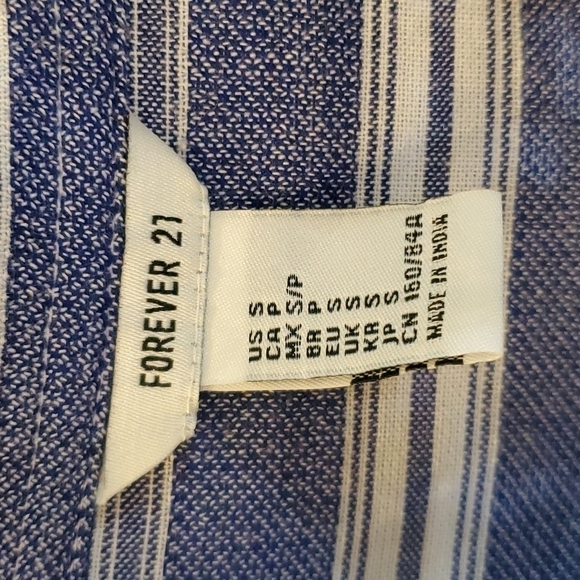 FOREVER 21
US S
CA P
MX S/P
BR P
EU S
UK S
KR S
JP S
CN 160/84A
MADE IN INDIA